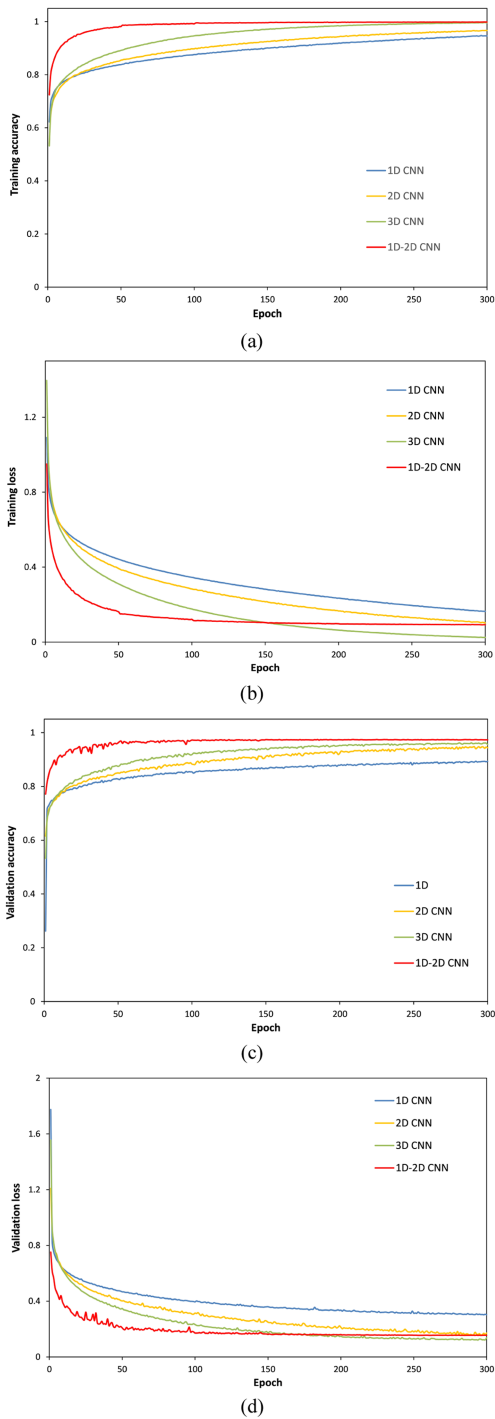 1
0.8
0.6
0.4
0.2
0
Training accuracy
1D CNN
2D CNN
3D CNN
1D-2D CNN
0 50 100 150 200 250 300
Epoch
(a)
1.2
0.8
0.4
0
Training loss
1D CNN
2D CNN
3D CNN
1D-2D CNN
0 50 100 150 200 250 300
Epoch
(b)
1
0.8
0.6
0.4
0.2
0
Validation accuracy
1D
2D CNN
3D CNN
1D-2D CNN
0 50 100 150 200 250 300
Epoch
(c)
2
1.6
1.2
0.8
0.4
0
Validation loss
1D CNN
2D CNN
3D CNN
1D-2D CNN
0 50 100 150 200 250 300
Epoch
(d)